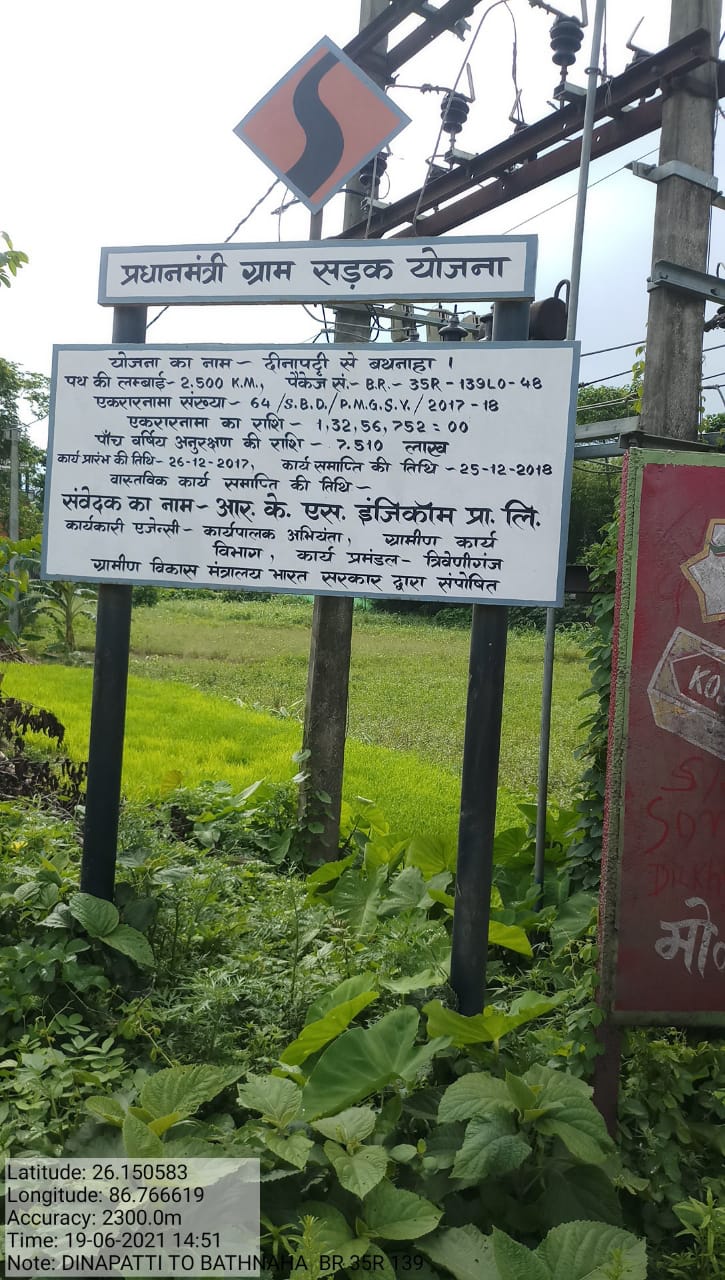 प्रधानमंत्री ग्राम सड़क योजना
योजना का नाम - दीनापट्टी से बथनाहा ।
पथ की लम्बाई - 2.500 K.M., पैकेज सं.- B.R.- 35R - 139L0 - 48
एकरारनामा संख्या - 64 /S.B.D./P.M.G.S.Y./ 2017 -18
एकरारनामा का राशि - 1,32,56,752 = 00
पाँच वर्षिय अनुरक्षण की राशि - 7.510 लाख
कार्य प्रारंभ की तिथि - 26-12-2017, कार्य समाप्ति की तिथि - 25-12-2018
वास्तविक कार्य समाप्ति की तिथि -
संवेदक का नाम - आर. के. एस. इंजिकॉम प्रा. लि.
कार्यकारी एजेन्सी - कार्यपालक अभियंता, ग्रामीण कार्य
विभाग, कार्य प्रमंडल - त्रिवेणीगंज
ग्रामीण विकास मंत्रालय भारत सरकार द्वारा संपोषित
Latitude: 26.150583
Longitude: 86.766619
Accuracy: 2300.0m
Time: 19-06-2021 14:51
Note: DINAPATTI TO BATHNAHA BR 35R 139